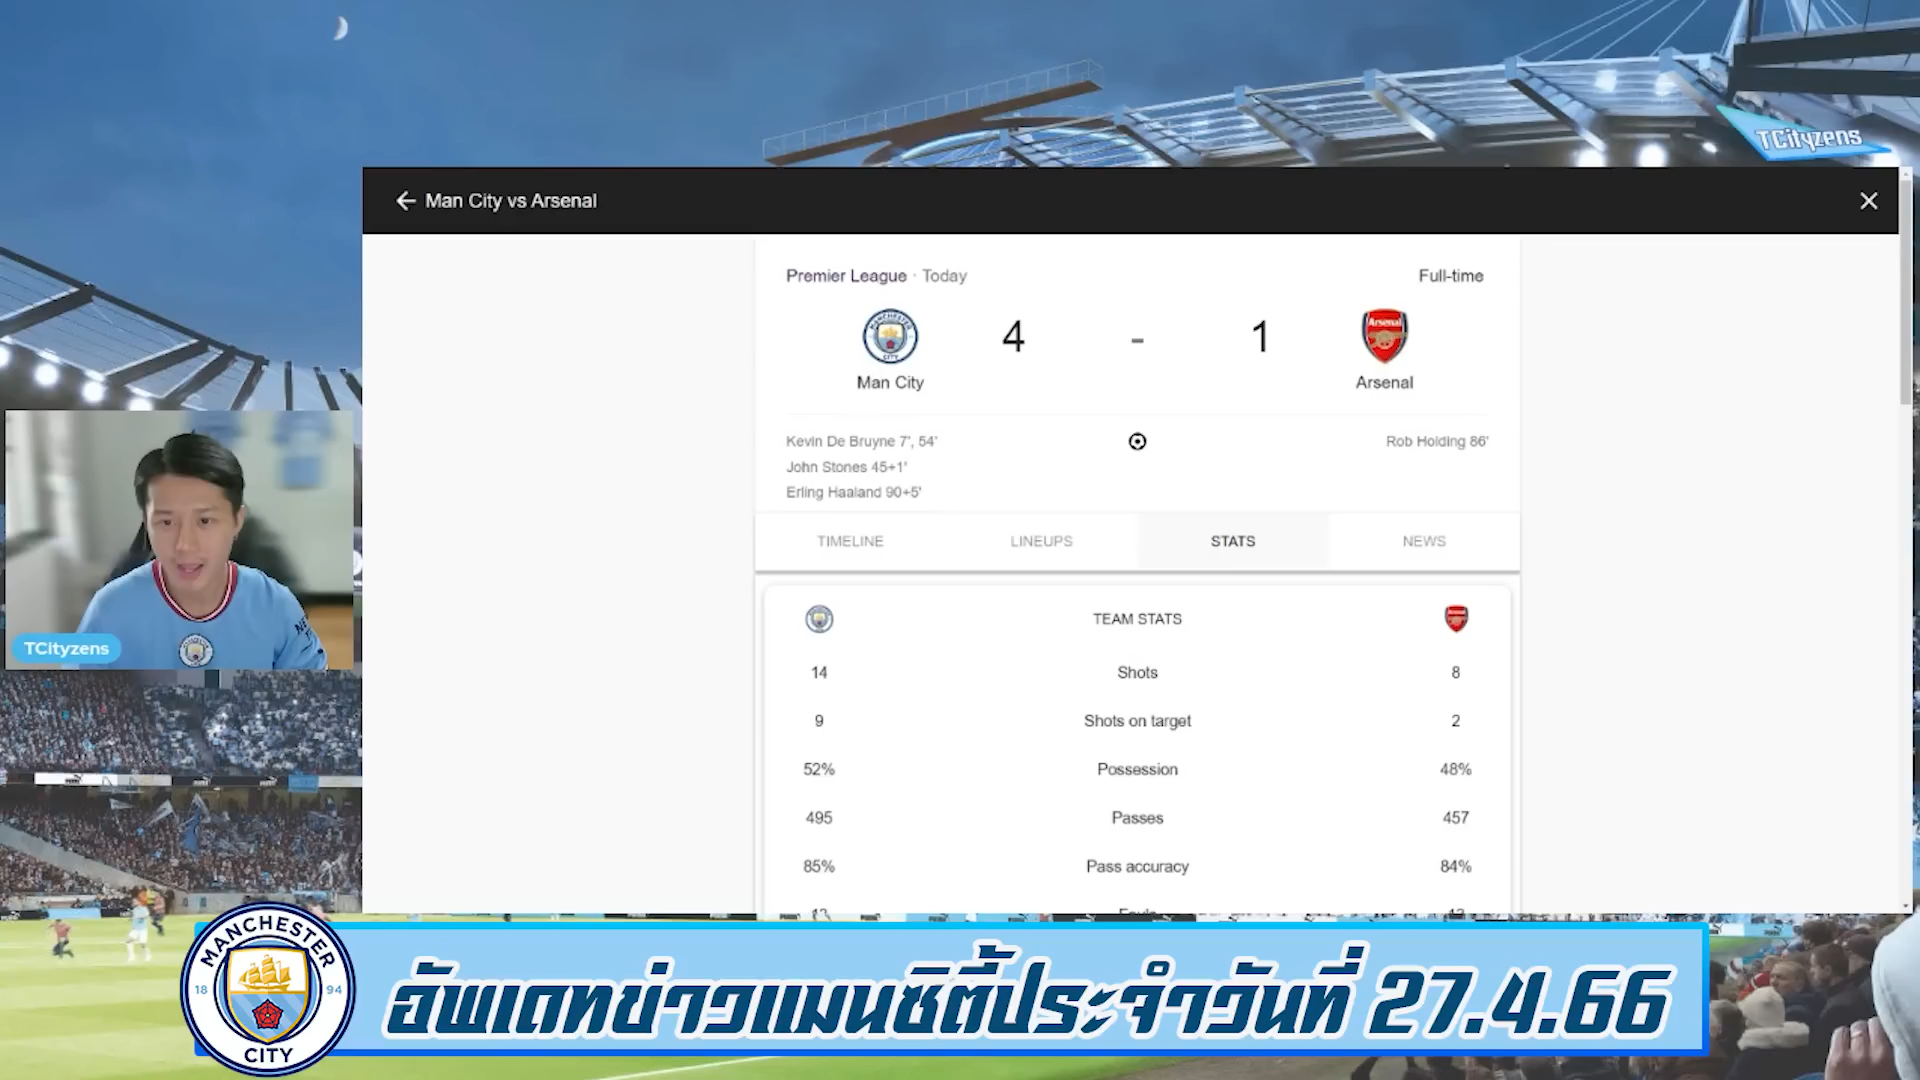 TCityzens
Man City vs Arsenal
Premier League · Today
Full-time
4 - 1
Man City
Arsenal
Kevin De Bruyne 7', 54'
Rob Holding 86'
John Stones 45+1'
Erling Haaland 90+5'
TIMELINE
LINEUPS
STATS
NEWS
TEAM STATS
14 Shots 8
9 Shots on target 2
52% Possession 48%
495 Passes 457
85% Pass accuracy 84%
TCityzens
MANCHESTER
18 94
CITY
อัพเดทข่าวแมนซิตี้ประจำวันที่ 27.4.66